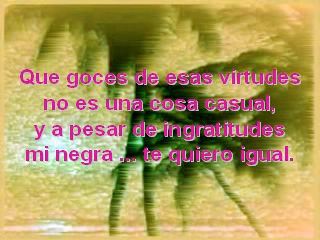 Que goces de esas virtudes
no es una cosa casual,
y a pesar de ingratitudes
mi negra ... te quiero igual.